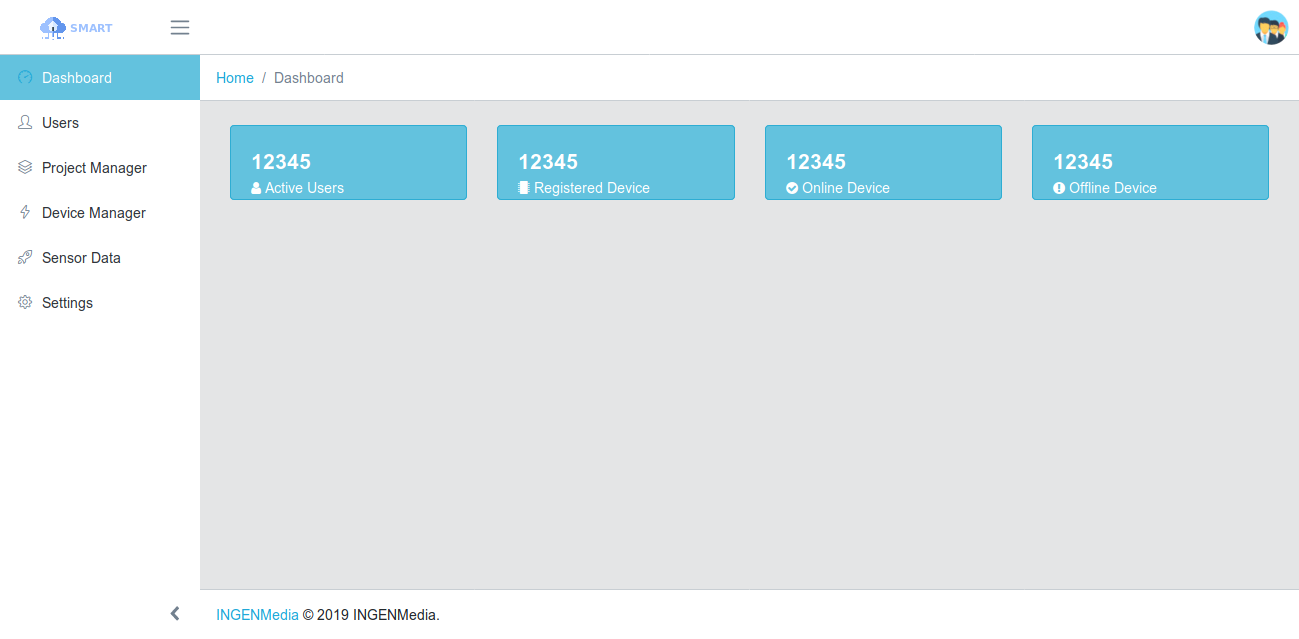 SMART
Home / Dashboard
Dashboard
Users
Project Manager
Device Manager
Sensor Data
Settings
12345
Active Users
12345
Registered Device
12345
Online Device
12345
Offline Device
INGENMedia © 2019 INGENMedia.